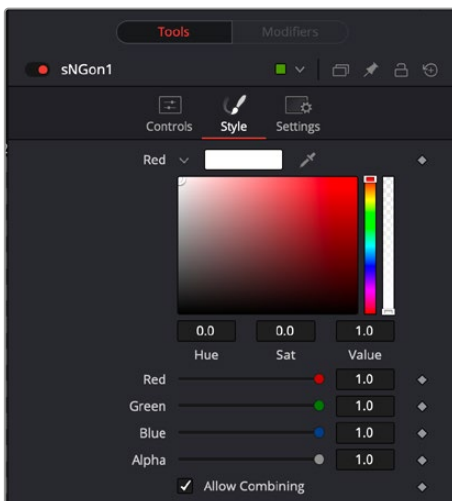 Tools Modifiers
sNGon1
Controls Style Settings
Red
0.0 0.0 1.0
Hue Sat Value
Red 1.0
Green 1.0
Blue 1.0
Alpha 1.0
Allow Combining